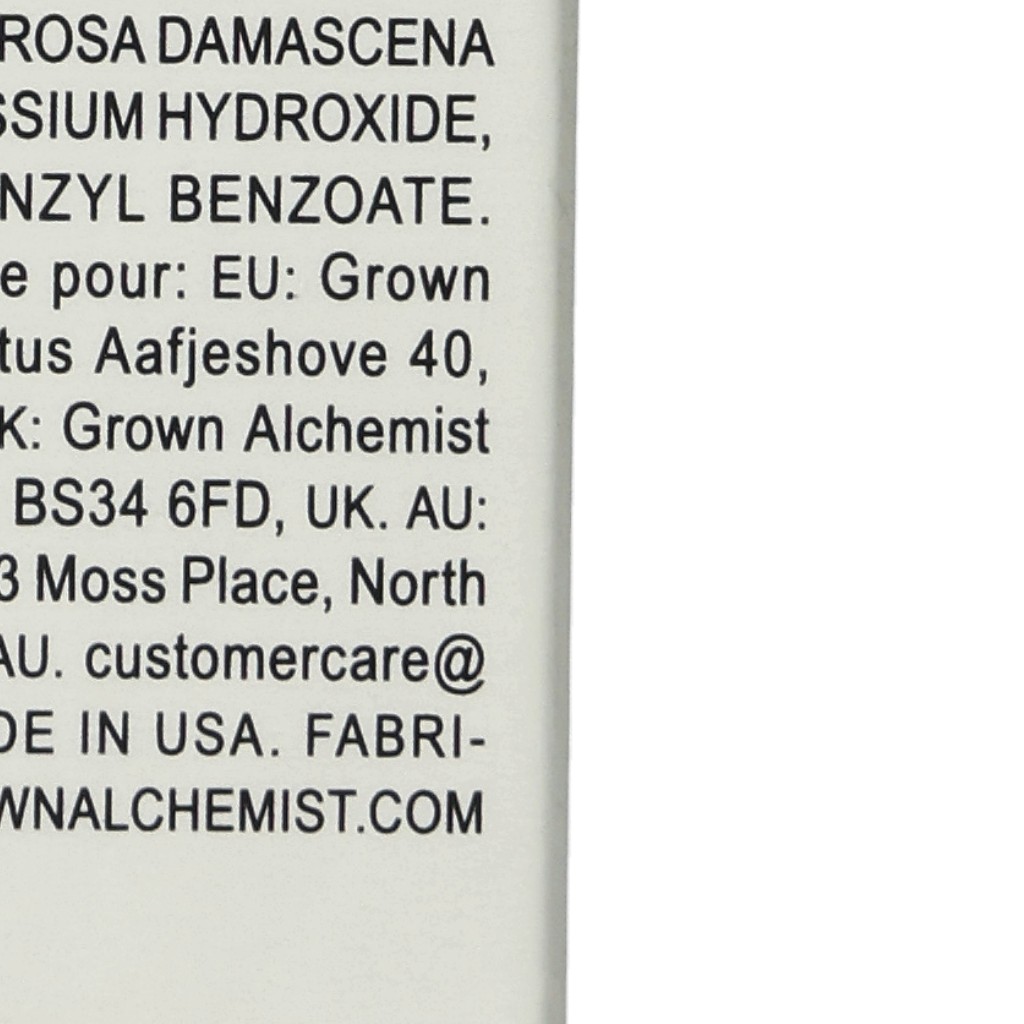 ROSA DAMASCENA
SSIUM HYDROXIDE,
NZYL BENZOATE.
e pour: EU: Grown
tus Aafjeshove 40,
K: Grown Alchemist
BS34 6FD, UK. AU:
3 Moss Place, North
AU. customercare@
DE IN USA. FABRI-
WNALCHEMIST.COM